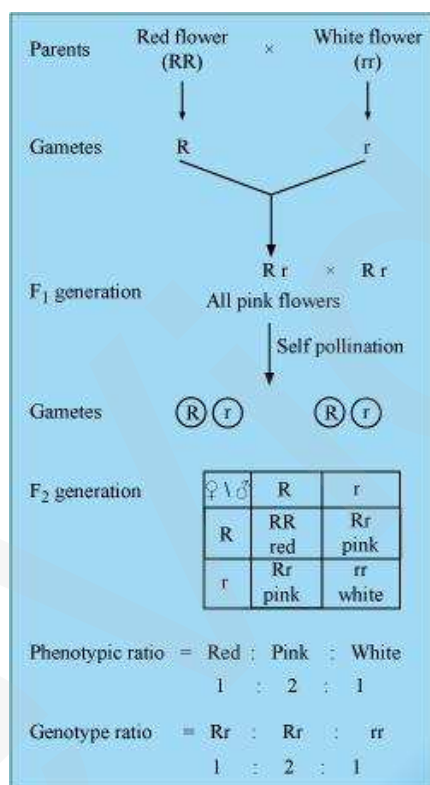 Parents Red flower × White flower
(RR) (rr)
Gametes R r
R r × R r
F₁ generation
All pink flowers
Self pollination
Gametes R r R r
F₂ generation ♀ \ ♂ R r
R RR Rr
red pink
r Rr rr
pink white
Phenotypic ratio = Red : Pink : White
1 : 2 : 1
Genotype ratio = Rr : Rr : rr
1 : 2 : 1